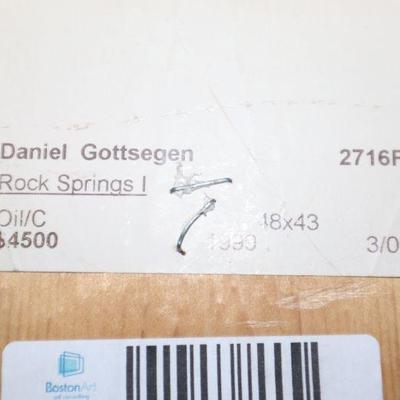 Daniel Gottsegen 2716F
Rock Springs I
Oil/C 48x43
$4500 1990 3/0
BostonArt